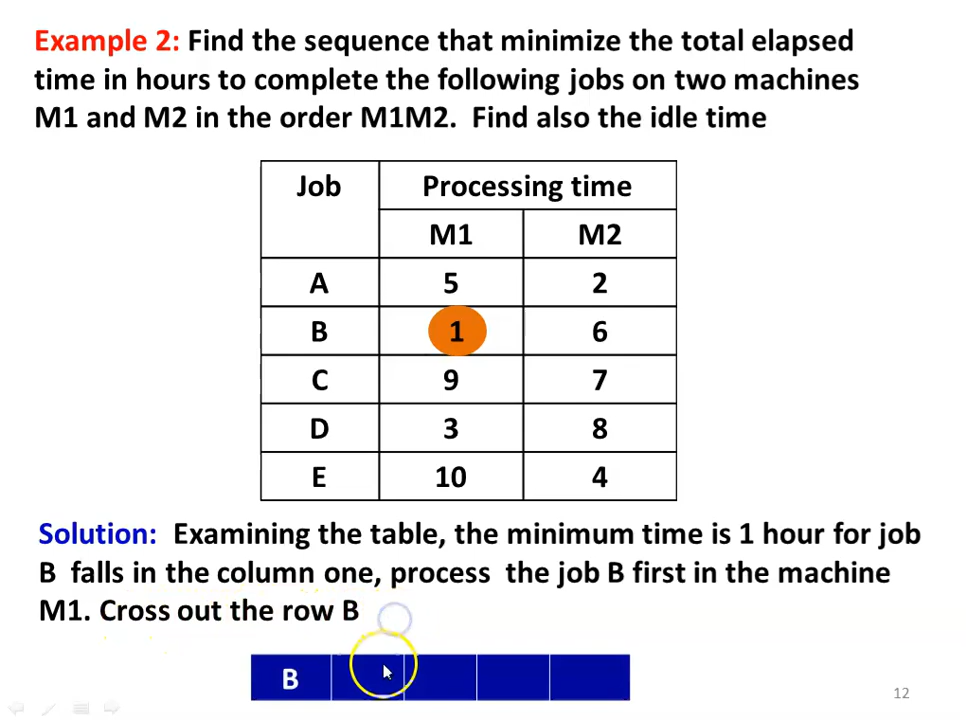 Example 2: Find the sequence that minimize the total elapsed
time in hours to complete the following jobs on two machines
M1 and M2 in the order M1M2. Find also the idle time
Job Processing time
M1 M2
A 5 2
B 1 6
C 9 7
D 3 8
E 10 4
Solution: Examining the table, the minimum time is 1 hour for job
B falls in the column one, process the job B first in the machine
M1. Cross out the row B
B
12